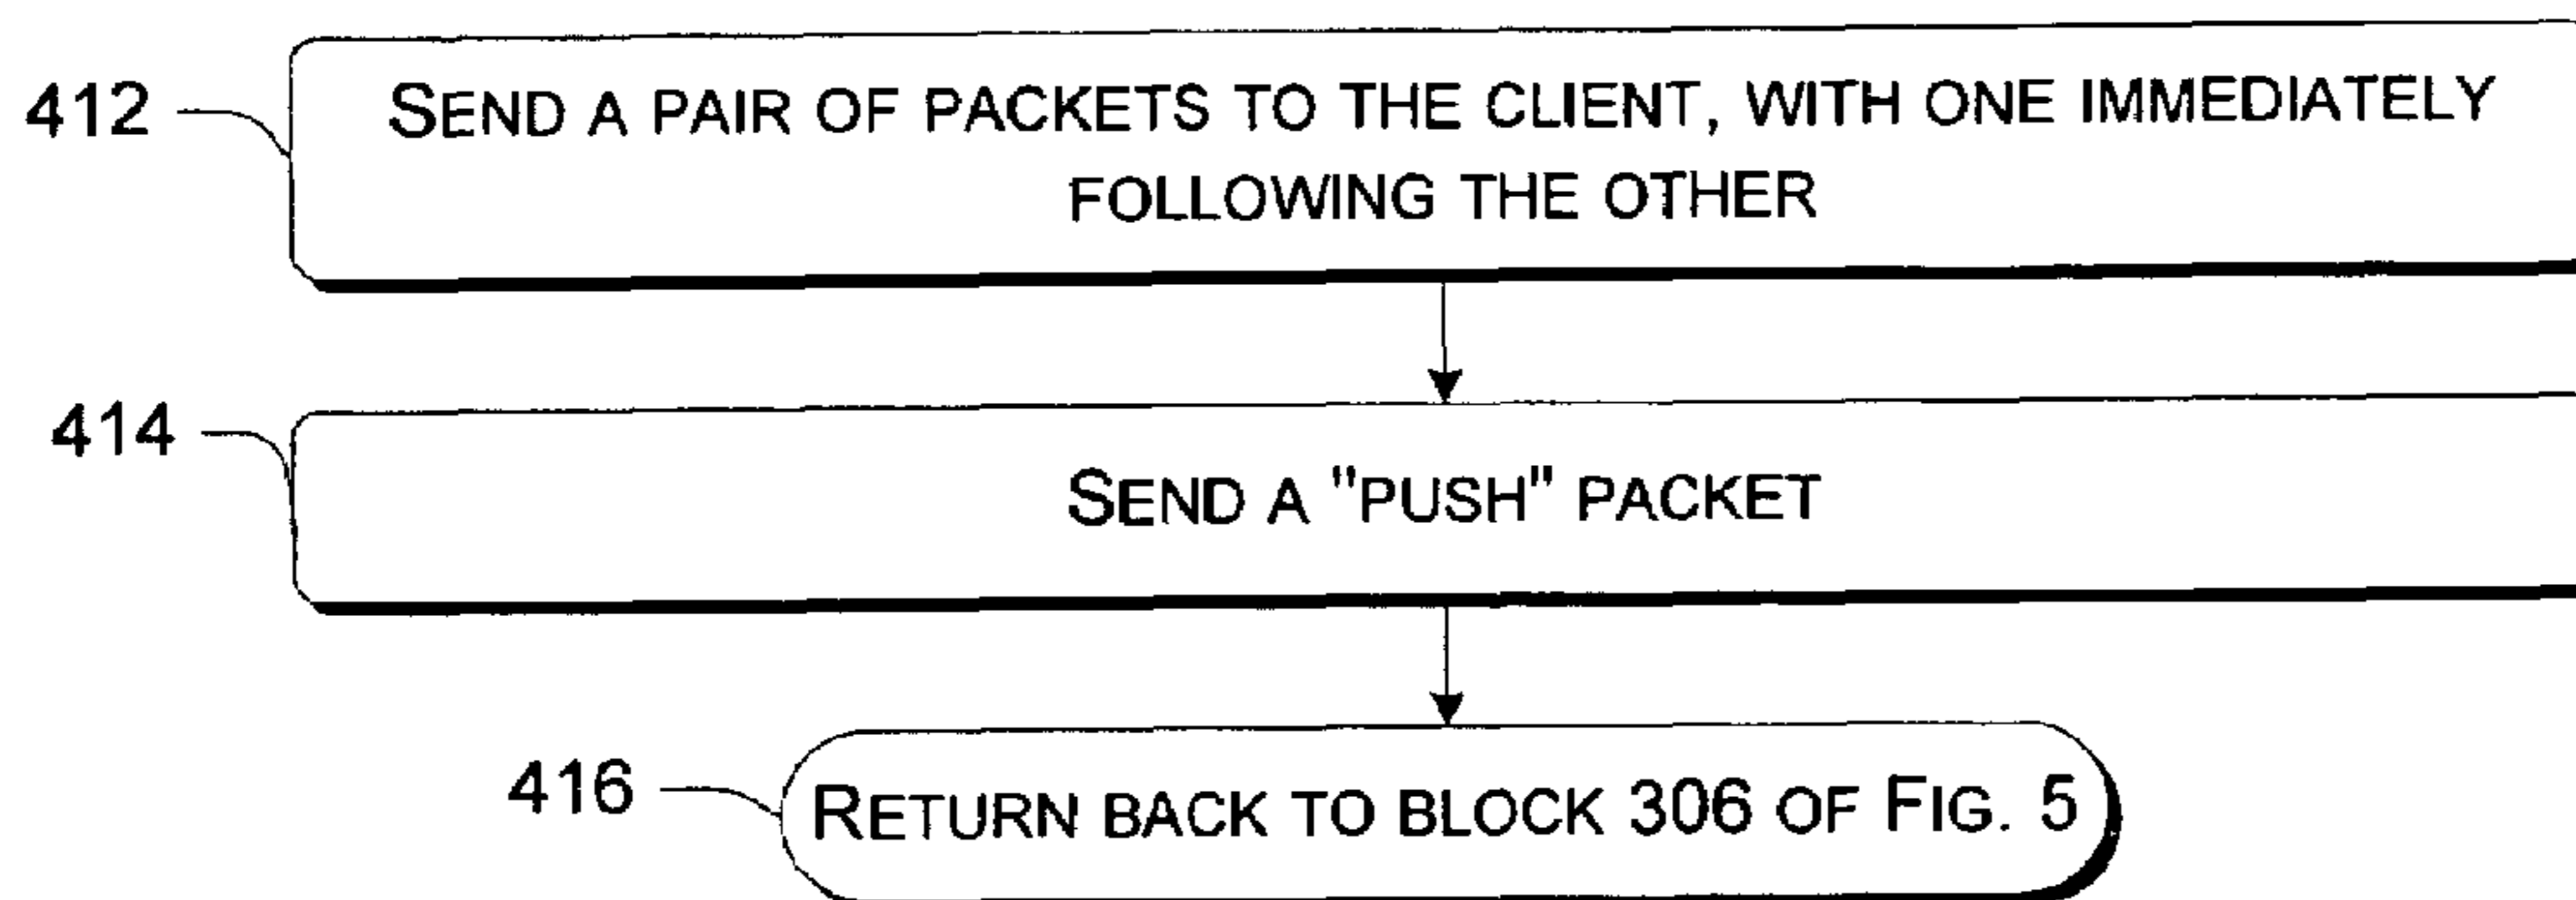 412
SEND A PAIR OF PACKETS TO THE CLIENT, WITH ONE IMMEDIATELY
FOLLOWING THE OTHER
414
SEND A "PUSH" PACKET
416
RETURN BACK TO BLOCK 306 OF FIG. 5